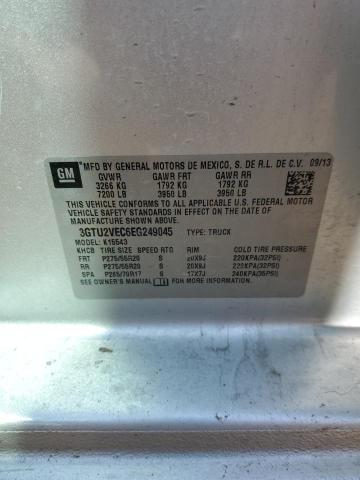 GM
MFD BY GENERAL MOTORS DE MEXICO, S. DE R.L. DE C.V. 09/13
GVWR GAWR FRT GAWR RR
3266 KG 1792 KG 1792 KG
7200 LB 3950 LB 3950 LB
THIS VEHICLE CONFORMS TO ALL APPLICABLE U.S. FEDERAL MOTOR
VEHICLE SAFETY STANDARDS IN EFFECT ON THE DATE OF
MANUFACTURE SHOWN ABOVE.
3GTU2VEC6EG249045 TYPE: TRUCK
MODEL: K15543
KHCB TIRE SIZE SPEED RTG RIM COLD TIRE PRESSURE
FRT P275/55R20 S 20X9J 220KPA(32PSI)
RR P275/55R20 S 20X9J 220KPA(32PSI)
SPA P265/70R17 S 17X7J 240KPA(35PSI)
SEE OWNER'S MANUAL FOR MORE INFORMATION.